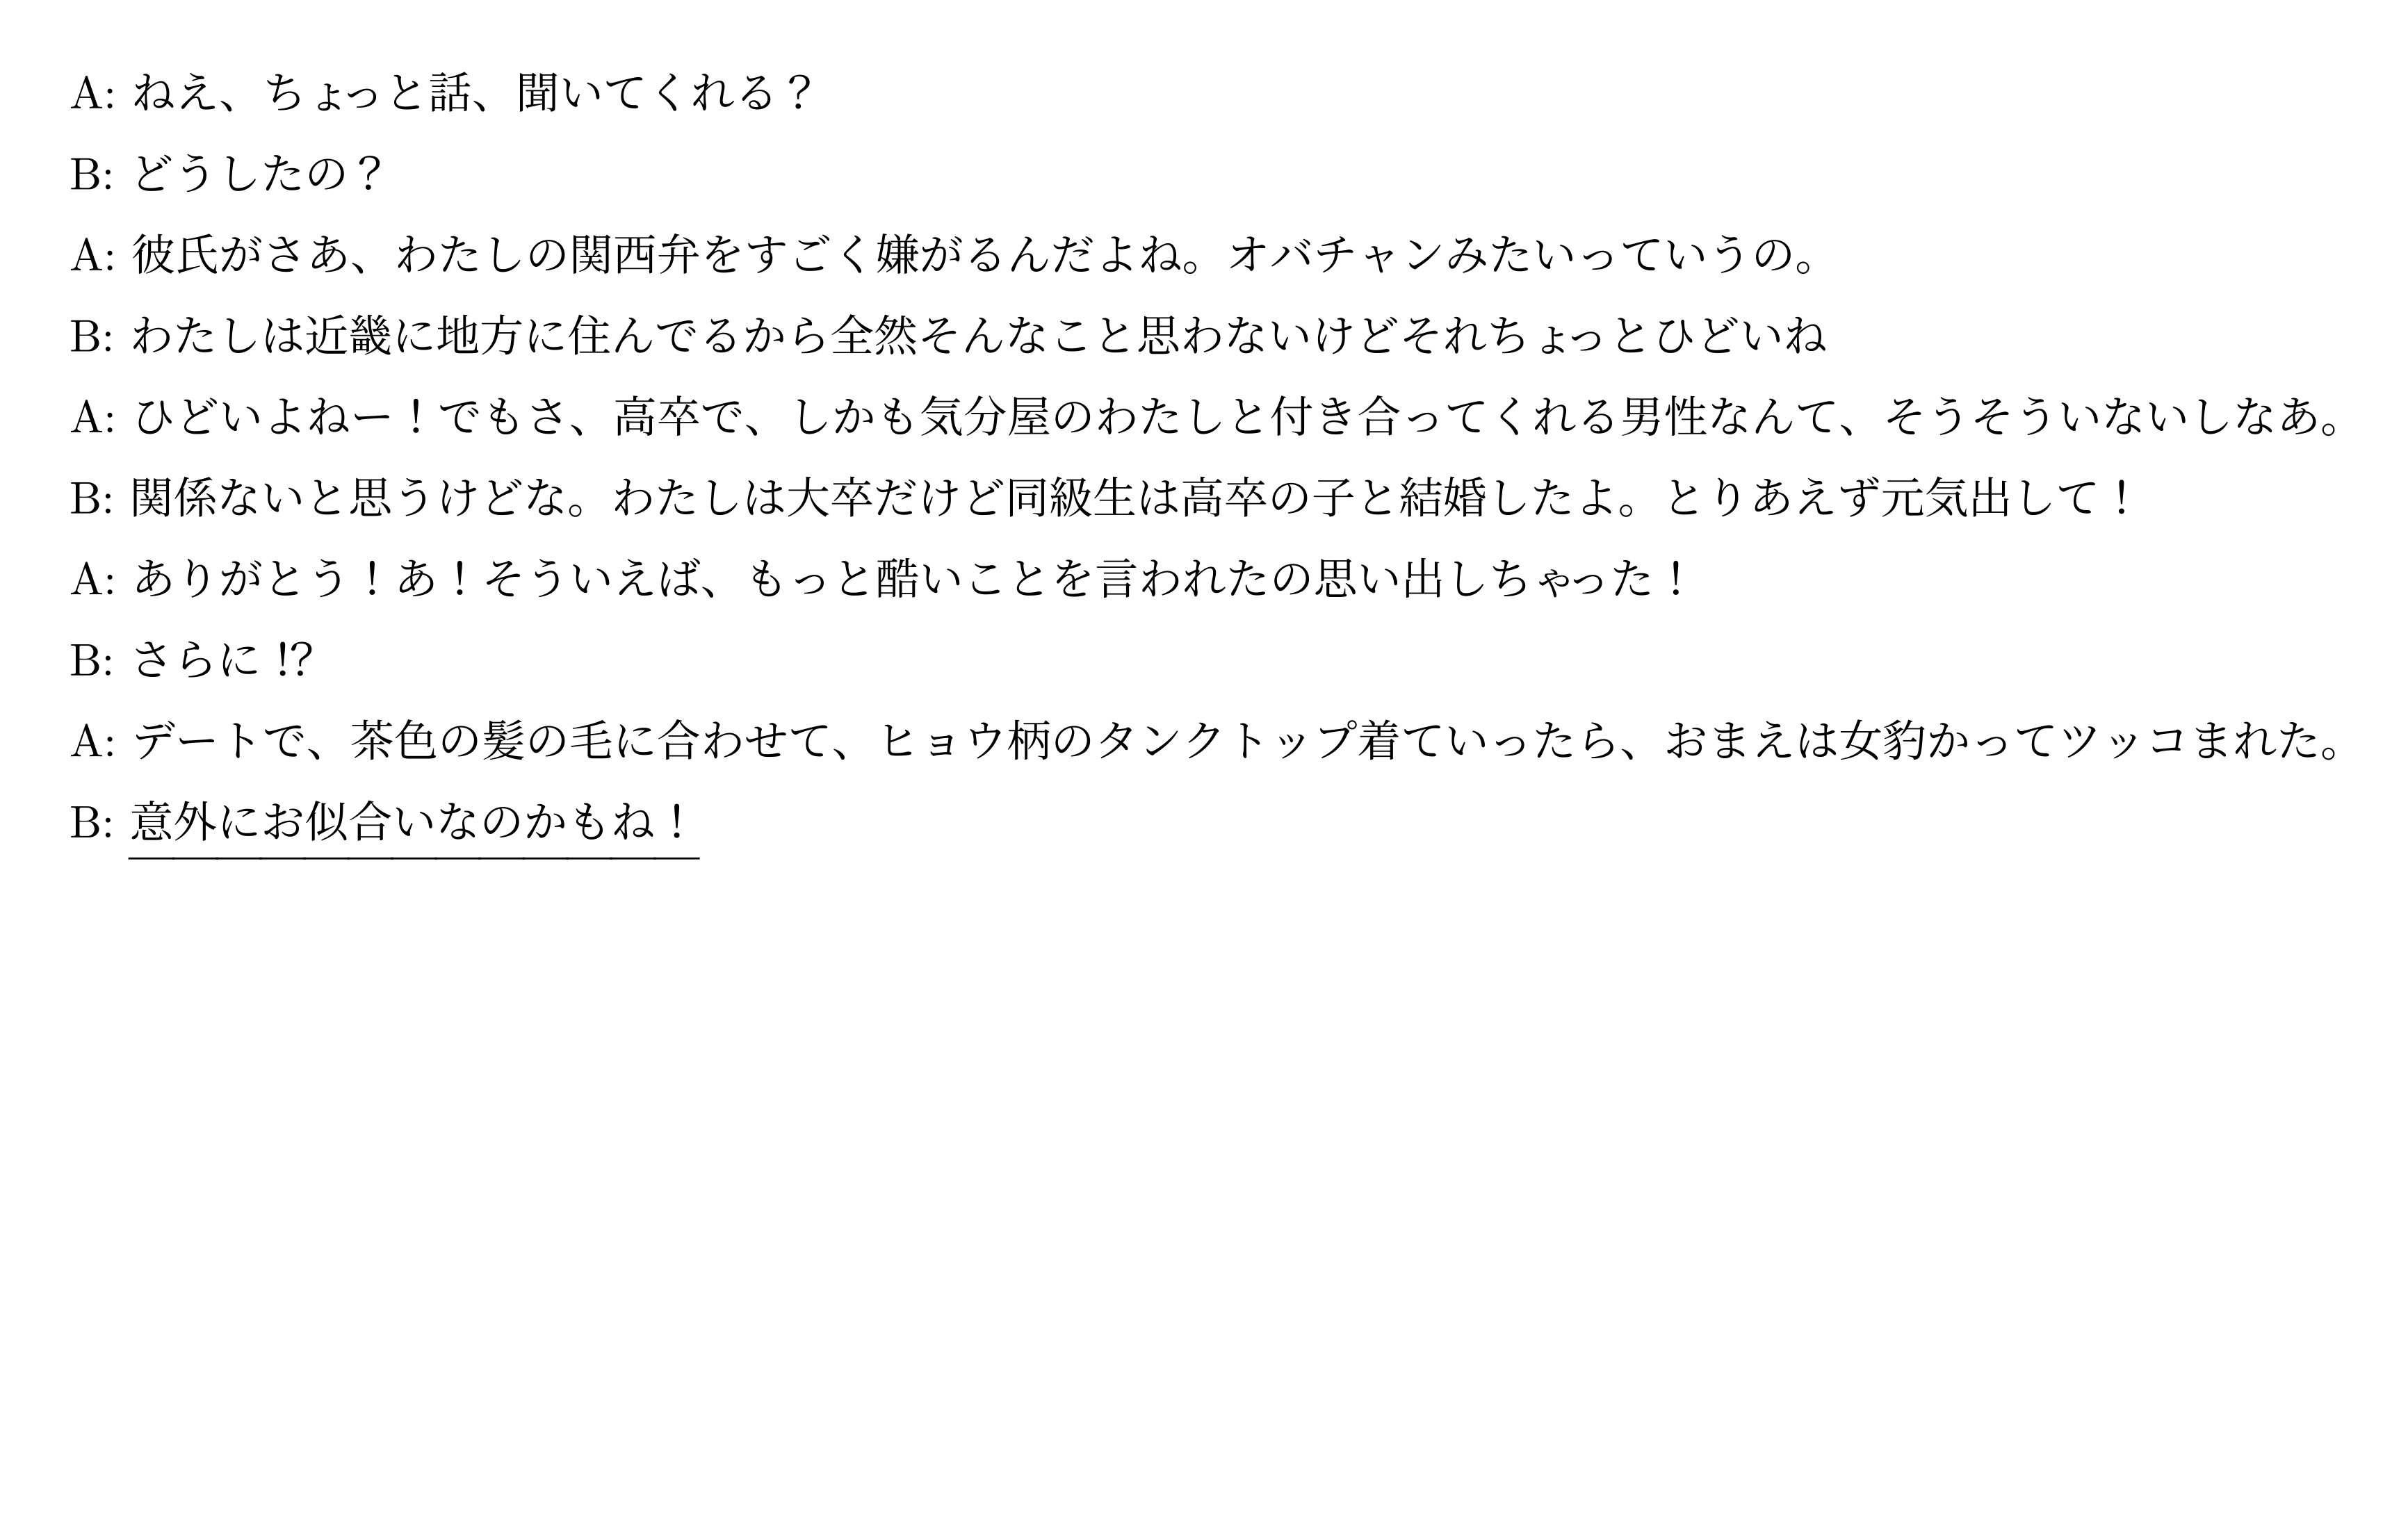 A: ねえ、ちょっと話、聞いてくれる？
B: どうしたの？
A: 彼氏がさあ、わたしの関西弁をすごく嫌がるんだよね。オバチャンみたいっていうの。
B: わたしは近畿に地方に住んでるから全然そんなこと思わないけどそれちょっとひどいね
A: ひどいよねー！でもさ、高卒で、しかも気分屋のわたしと付き合ってくれる男性なんて、そうそういないしなあ。
B: 関係ないと思うけどな。わたしは大卒だけど同級生は高卒の子と結婚したよ。とりあえず元気出して！
A: ありがとう！あ！そういえば、もっと酷いことを言われたの思い出しちゃった！
B: さらに⁉
A: デートで、茶色の髪の毛に合わせて、ヒョウ柄のタンクトップ着ていったら、おまえは女豹かってツッコまれた。
B: 意外にお似合いなのかもね！